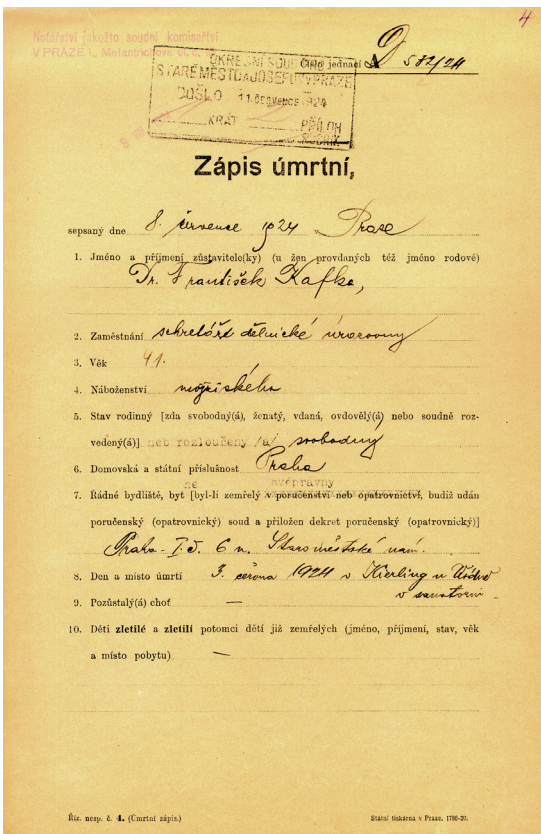 4
Notářství jakožto soudní komisařství
V PRAZE I., Melantrichova ul. č.
OKRESNÍ SOUD PRO
STARÉ MĚSTO A JOSEFOV V PRAZE
DOŠLO 11. července 1924
KRÁT PŘÍLOH
Číslo jednací D 582/24
Zápis úmrtní,
sepsaný dne 8. července 1924 v Praze
1. Jméno a příjmení zůstavitele(ky) (u žen provdaných též jméno rodové)
Dr. František Kafka,
2. Zaměstnání sekretář dělnické úrazovny
3. Věk 41.
4. Náboženství mojžíského
5. Stav rodinný [zda svobodný(á), ženatý, vdaná, ovdovělý(á) nebo soudně roz-
vedený(á)] neb rozloučený /á/ svobodný
6. Domovská a státní příslušnost Praha
ne svéprávny
7. Řádné bydliště, byt [byl-li zemřelý v poručenství neb opatrovnictví, budiž udán
poručenský (opatrovnický) soud a přiložen dekret poručenský (opatrovnický)]
Praha - I. č. 6 n. Staroměstské nám.
8. Den a místo úmrtí 3. června 1924 v Kierling u Vídně
v sanatoriu.
9. Pozůstalý(á) choť —
10. Děti zletilé a zletilí potomci dětí již zemřelých (jméno, příjmení, stav, věk
a místo pobytu) —
Říz. nesp. č. 4. (Úmrtní zápis.)
Státní tiskárna v Praze. 1786-20.